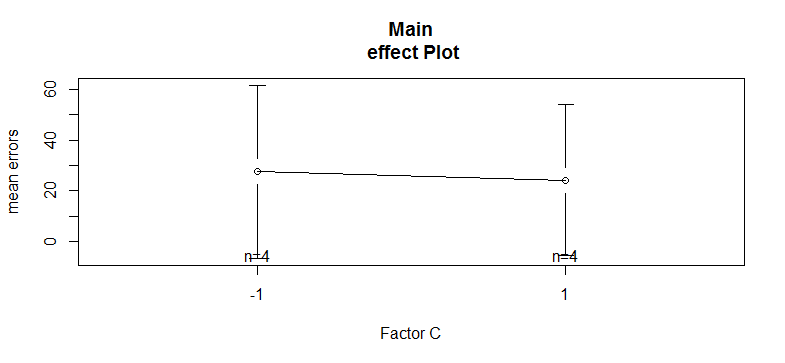 Main
effect Plot
mean errors
60
40
20
0
n=4 n=4
-1 1
Factor C